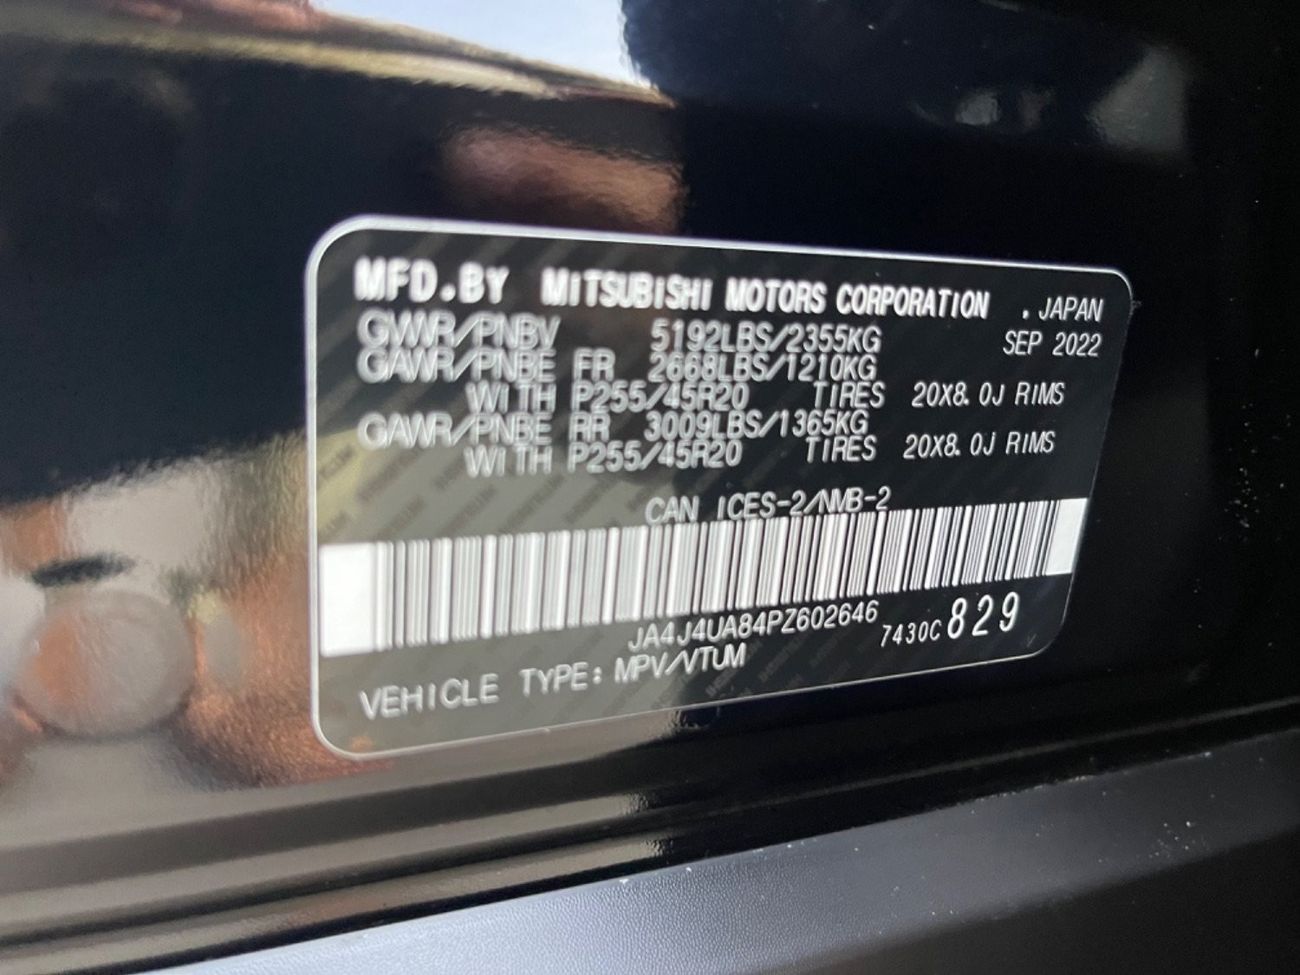 MFD.BY MITSUBISHI MOTORS CORPORATION .JAPAN
GVWR/PNBV 5192LBS/2355KG SEP 2022
GAWR/PNBE FR 2668LBS/1210KG
WITH P255/45R20 TIRES 20X8.0J RIMS
GAWR/PNBE RR 3009LBS/1365KG
WITH P255/45R20 TIRES 20X8.0J RIMS
CAN ICES-2/NMB-2
JA4J4UA84PZ602646 7430C 829
VEHICLE TYPE: MPV/VTUM